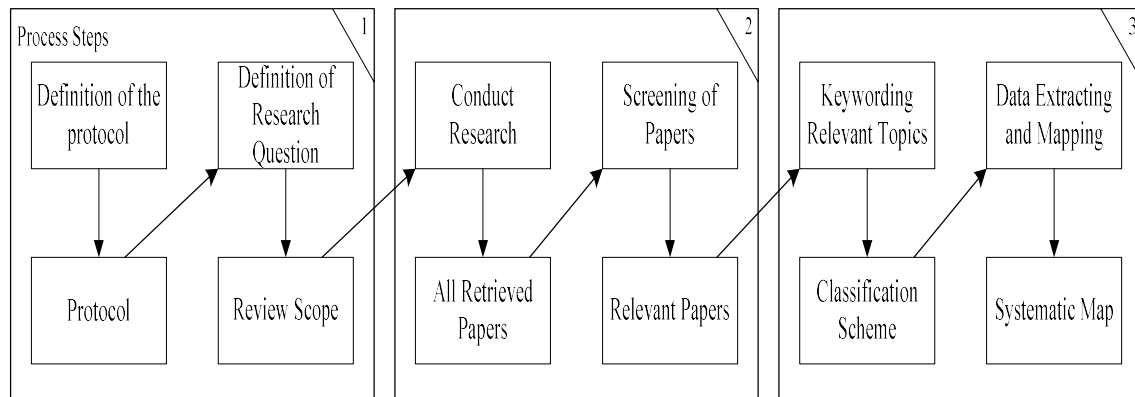 Process Steps
1
Definition of the
protocol
Definition of
Research
Question
Protocol
Review Scope
2
Conduct
Research
Screening of
Papers
All Retrieved
Papers
Relevant Papers
3
Keywording
Relevant Topics
Data Extracting
and Mapping
Classification
Scheme
Systematic Map